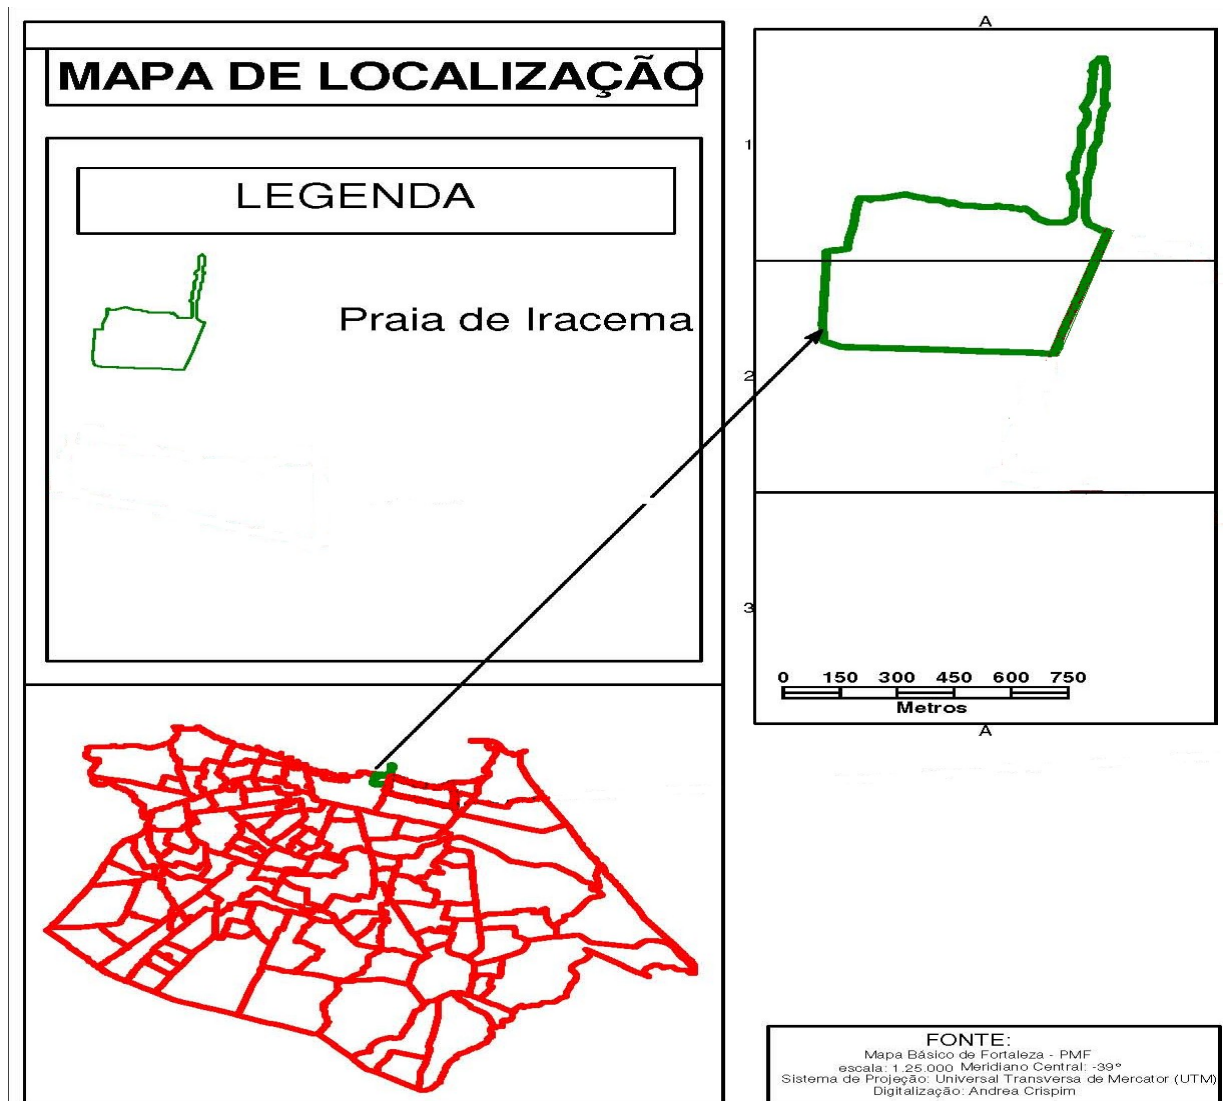 MAPA DE LOCALIZAÇÃO
LEGENDA
Praia de Iracema
A
1
2
3
0 150 300 450 600 750
Metros
A
FONTE:
Mapa Básico de Fortaleza - PMF
escala: 1.25.000 Meridiano Central: -39°
Sistema de Projeção: Universal Transversa de Mercator (UTM)
Digitalização: Andrea Crispim